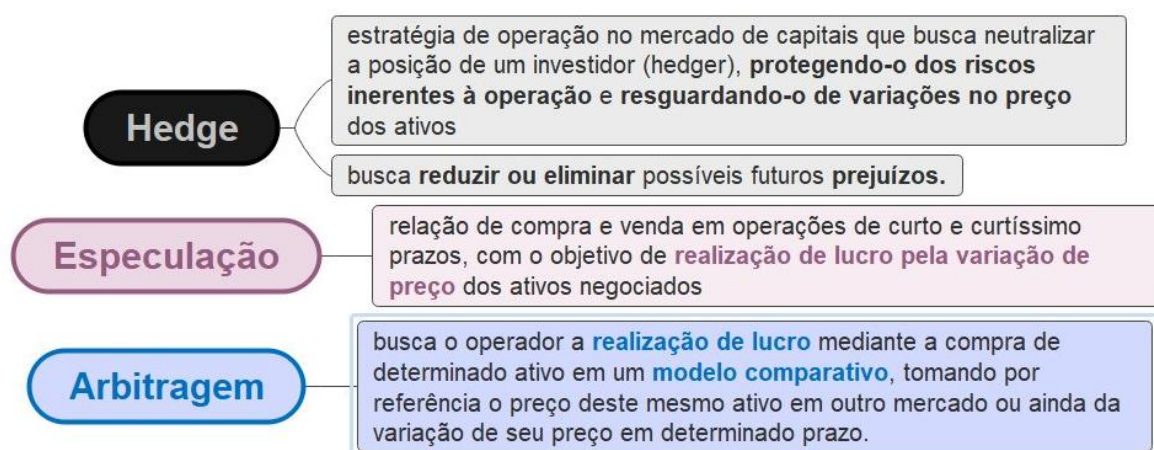 Hedge
estratégia de operação no mercado de capitais que busca neutralizar
a posição de um investidor (hedger), protegendo-o dos riscos
inerentes à operação e resguardando-o de variações no preço
dos ativos
busca reduzir ou eliminar possíveis futuros prejuízos.
Especulação
relação de compra e venda em operações de curto e curtíssimo
prazos, com o objetivo de realização de lucro pela variação de
preço dos ativos negociados
Arbitragem
busca o operador a realização de lucro mediante a compra de
determinado ativo em um modelo comparativo, tomando por
referência o preço deste mesmo ativo em outro mercado ou ainda da
variação de seu preço em determinado prazo.